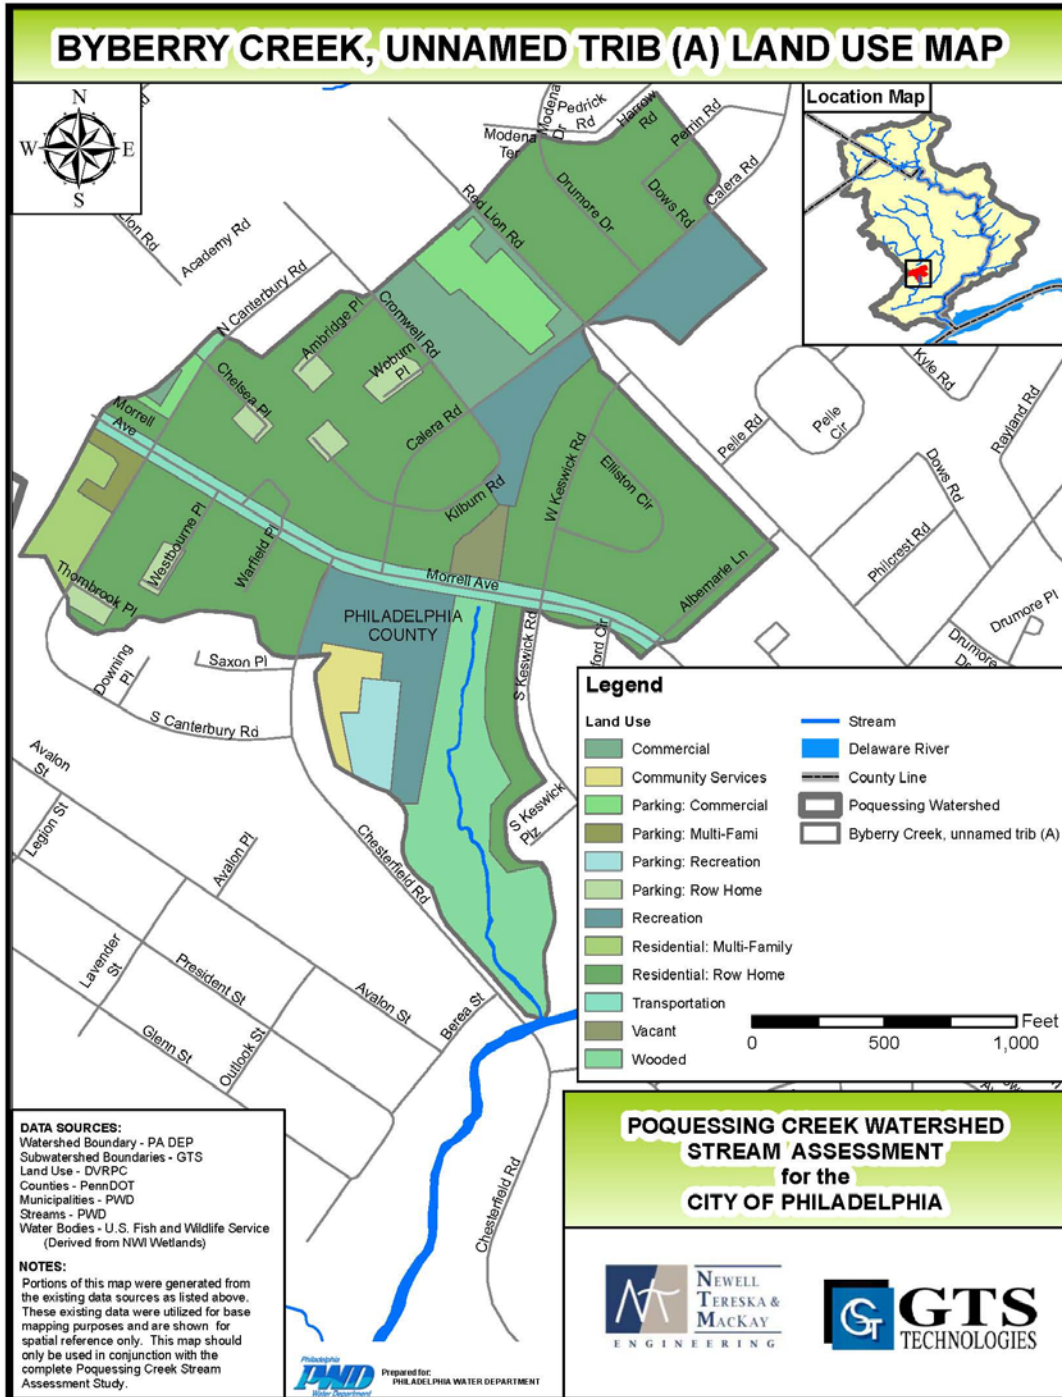 BYBERRY CREEK, UNNAMED TRIB (A) LAND USE MAP
N
W
E
S
Location Map
Modena Dr
Pedrick Rd
Harrow Rd
Modena Ter
Perrin Rd
Calera Rd
Dows Rd
Drumore Dr
Red Lion Rd
Lion Rd
Academy Rd
N Canterbury Rd
Ambridge Pl
Cromwell Rd
Woburn Pl
Chelsea Pl
Calera Rd
Morrell Ave
Kilburn Rd
W Keswick Rd
Elliston Cir
Pelle Rd
Pelle Cir
Kyle Rd
Rayland Rd
Dows Rd
Philcrest Rd
Drumore Pl
Drumore
Albemarle Ln
Westbourne Pl
Warfield Pl
Thornbrook Pl
Morrell Ave
PHILADELPHIA
COUNTY
Saxon Pl
Downing Pl
S Canterbury Rd
S Keswick Rd
ford Cir
S Keswick Plz
Avalon St
Legion St
Avalon Pl
Chesterfield Rd
Lavender St
President St
Avalon St
Berea St
Glenn St
Outlook St
Chesterfield Rd
Legend
Land Use
Commercial
Community Services
Parking: Commercial
Parking: Multi-Fami
Parking: Recreation
Parking: Row Home
Recreation
Residential: Multi-Family
Residential: Row Home
Transportation
Vacant
Wooded
Stream
Delaware River
County Line
Poquessing Watershed
Byberry Creek, unnamed trib (A)
Feet
0 500 1,000
DATA SOURCES:
Watershed Boundary - PA DEP
Subwatershed Boundaries - GTS
Land Use - DVRPC
Counties - PennDOT
Municipalities - PWD
Streams - PWD
Water Bodies - U.S. Fish and Wildlife Service
(Derived from NWI Wetlands)
NOTES:
Portions of this map were generated from
the existing data sources as listed above.
These existing data were utilized for base
mapping purposes and are shown for
spatial reference only. This map should
only be used in conjunction with the
complete Poquessing Creek Stream
Assessment Study.
Philadelphia
PWD
Water Department
Prepared for:
PHILADELPHIA WATER DEPARTMENT
POQUESSING CREEK WATERSHED
STREAM ASSESSMENT
for the
CITY OF PHILADELPHIA
NEWELL
TERESKA &
MACKAY
ENGINEERING
GTS
TECHNOLOGIES